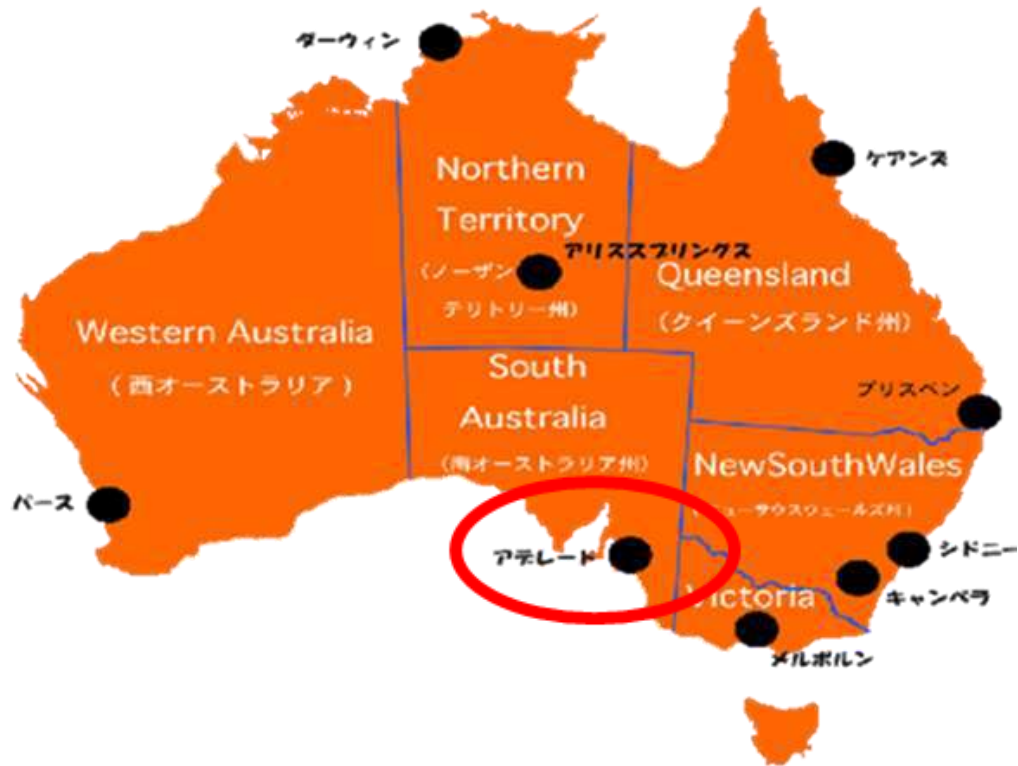 ダーウィン
ケアンズ
Northern
Territory
アリススプリングス
(ノーザン
テリトリー州)
Queensland
(クイーンズランド州)
Western Australia
(西オーストラリア)
South
Australia
(南オーストラリア州)
ブリスベン
NewSouthWales
ューサウスウェールズ州)
パース
アデレード
シドニー
キャンベラ
Victoria
メルボルン